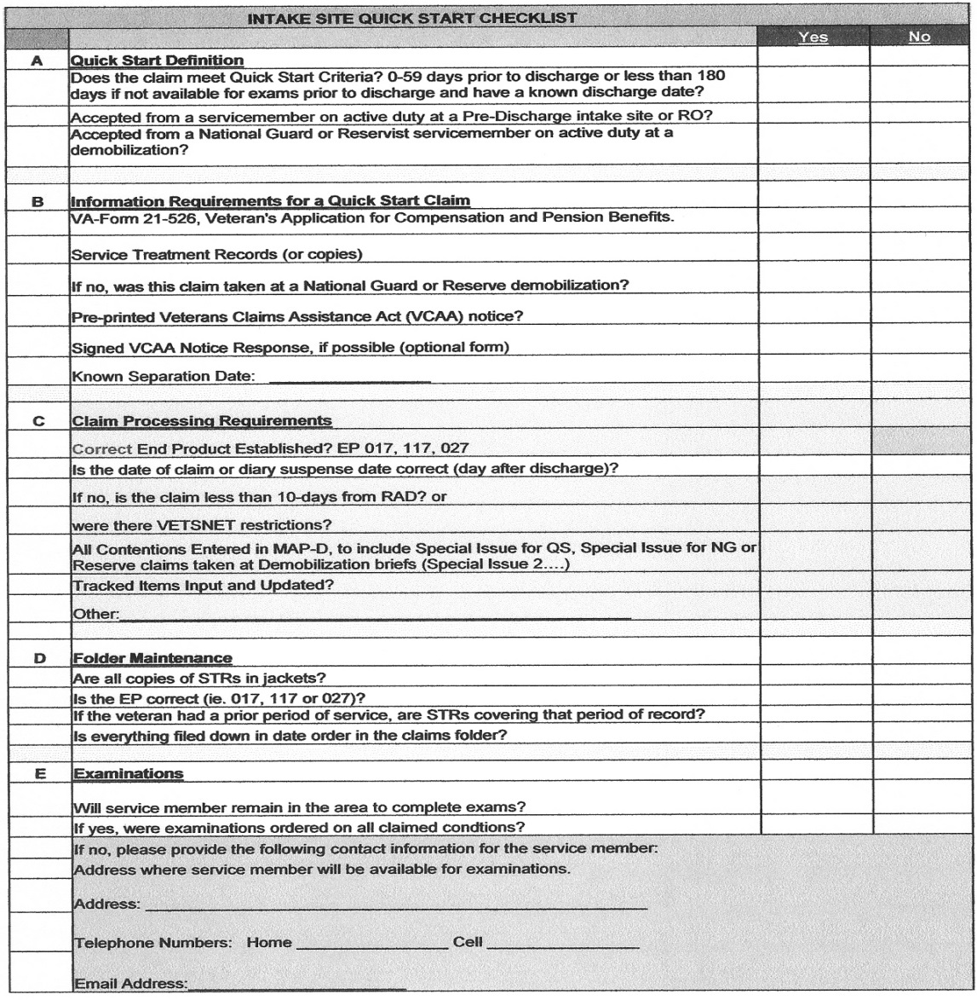 INTAKE SITE QUICK START CHECKLIST
Yes No
A Quick Start Definition
Does the claim meet Quick Start Criteria? 0-59 days prior to discharge or less than 180
days if not available for exams prior to discharge and have a known discharge date?
Accepted from a servicemember on active duty at a Pre-Discharge intake site or RO?
Accepted from a National Guard or Reservist servicemember on active duty at a
demobilization?
B Information Requirements for a Quick Start Claim
VA-Form 21-526, Veteran's Application for Compensation and Pension Benefits.
Service Treatment Records (or copies)
If no, was this claim taken at a National Guard or Reserve demobilization?
Pre-printed Veterans Claims Assistance Act (VCAA) notice?
Signed VCAA Notice Response, if possible (optional form)
Known Separation Date: ____________________
C Claim Processing Requirements
Correct End Product Established? EP 017, 117, 027
Is the date of claim or diary suspense date correct (day after discharge)?
If no, is the claim less than 10-days from RAD? or
were there VETSNET restrictions?
All Contentions Entered in MAP-D, to include Special Issue for QS, Special Issue for NG or
Reserve claims taken at Demobilization briefs (Special Issue 2....)
Tracked Items Input and Updated?
Other:____________________
D Folder Maintenance
Are all copies of STRs in jackets?
Is the EP correct (ie. 017, 117 or 027)?
If the veteran had a prior period of service, are STRs covering that period of record?
Is everything filed down in date order in the claims folder?
E Examinations
Will service member remain in the area to complete exams?
If yes, were examinations ordered on all claimed condtions?
If no, please provide the following contact information for the service member:
Address where service member will be available for examinations.
Address: ____________________
Telephone Numbers: Home ____________________ Cell ____________________
Email Address:____________________